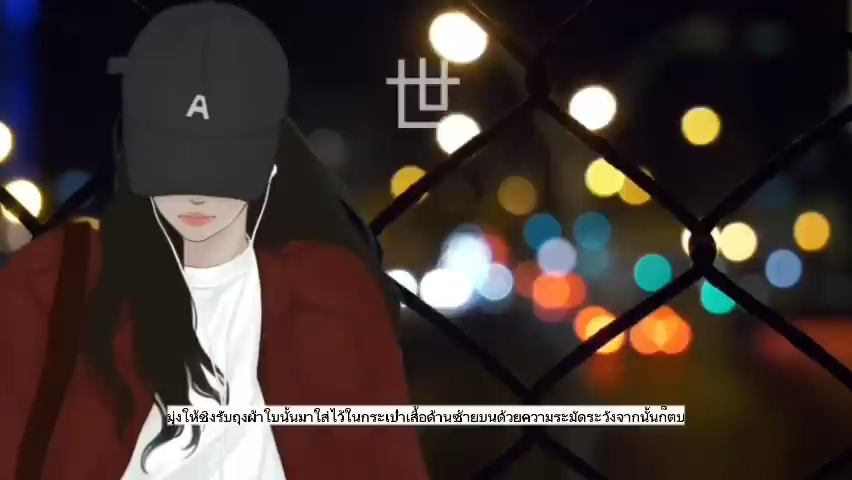 世
A
มุ่งให้ชิงรับถุงผ้าใบนั้นมาใส่ไว้ในกระเป๋าเสื้อด้านซ้ายบนด้วยความระมัดระวังจากนั้นก็ตบ